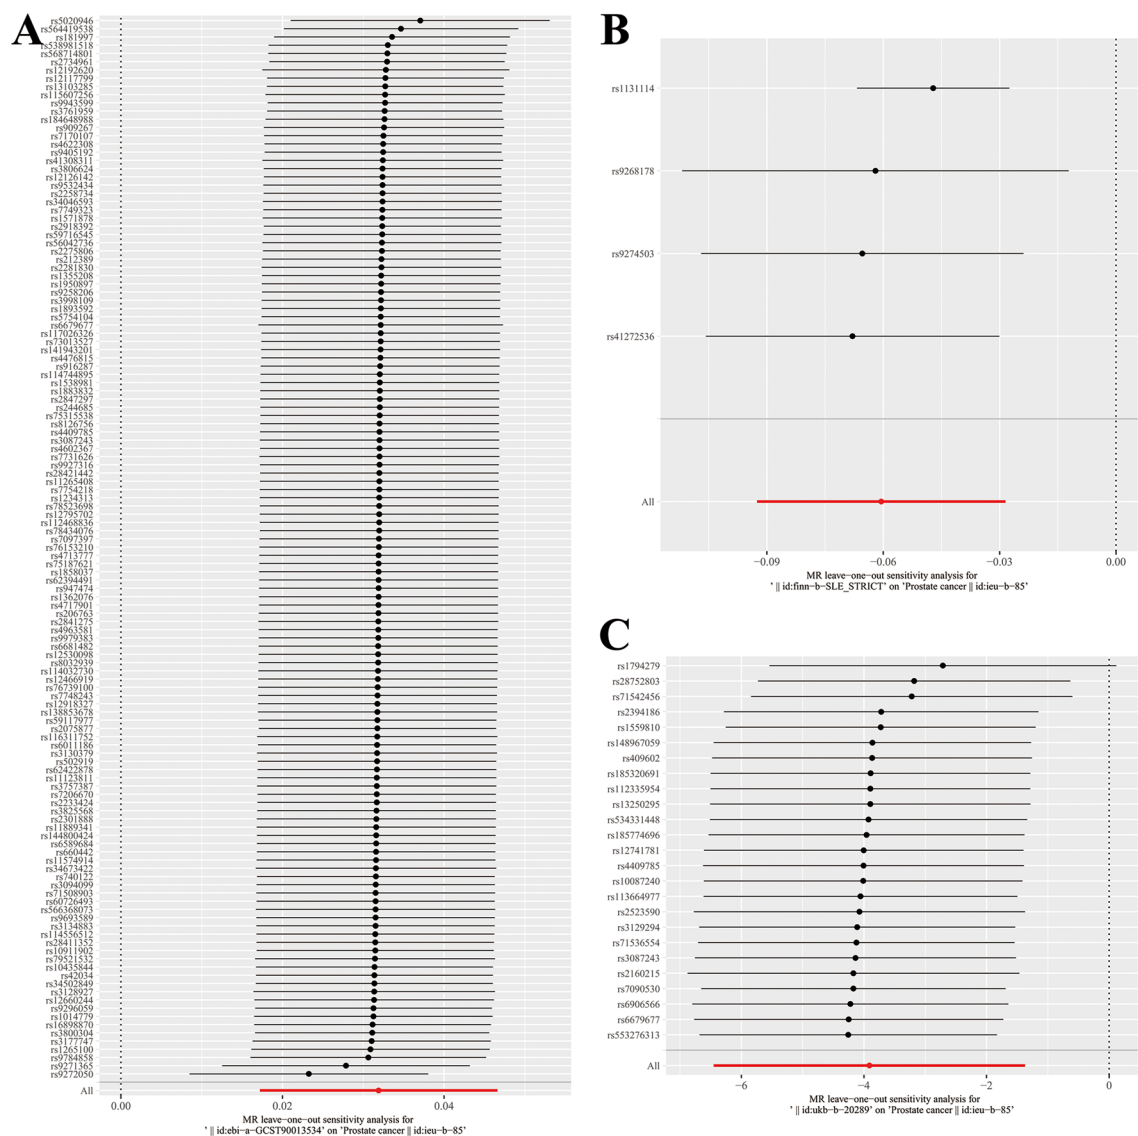 A
rs5020946
rs564419538
rs181997
rs538981518
rs568714801
rs2734961
rs12192620
rs12117799
rs13103285
rs115607256
rs9943599
rs3761959
rs184648988
rs909267
rs7170107
rs4622308
rs9405192
rs41308311
rs3806624
rs12126142
rs9532434
rs2258734
rs34046593
rs7749323
rs1571878
rs2918392
rs59716545
rs56042736
rs2275806
rs212389
rs2281830
rs1355208
rs1950897
rs9258206
rs3998109
rs1893592
rs5754104
rs6679677
rs117026326
rs73013527
rs141943201
rs4476815
rs916287
rs114744895
rs1538981
rs1883832
rs2847297
rs244685
rs75315538
rs8126756
rs4409785
rs3087243
rs4602367
rs7731626
rs9927316
rs28421442
rs11265408
rs7754218
rs1234313
rs78523698
rs12795702
rs112468836
rs78434076
rs7097397
rs76153210
rs4713777
rs75187621
rs1858037
rs62394491
rs947474
rs1362076
rs4717901
rs206763
rs2841275
rs4963581
rs9979383
rs6681482
rs12530098
rs8032939
rs114032730
rs12466919
rs76739100
rs7748243
rs12918327
rs138853678
rs59117977
rs2075877
rs116311752
rs6011186
rs3130379
rs502919
rs62422878
rs11123811
rs3757387
rs7206670
rs2233424
rs3825568
rs2301888
rs11889341
rs144800424
rs6589684
rs660442
rs11574914
rs34673422
rs740122
rs3094099
rs71508903
rs60726493
rs566368073
rs9693589
rs3134883
rs114556512
rs28411352
rs10911902
rs79521532
rs10435844
rs42034
rs34502849
rs3128927
rs12660244
rs9296059
rs1014779
rs16898870
rs3800304
rs3177747
rs1265100
rs9784858
rs9271365
rs9272050
All
0.00 0.02 0.04
MR leave−one−out sensitivity analysis for
' || id:ebi−a−GCST90013534' on 'Prostate cancer || id:ieu−b−85'
B
rs1131114
rs9268178
rs9274503
rs41272536
All
−0.09 −0.06 −0.03 0.00
MR leave−one−out sensitivity analysis for
' || id:finn−b−SLE_STRICT' on 'Prostate cancer || id:ieu−b−85'
C
rs1794279
rs28752803
rs71542456
rs2394186
rs1559810
rs148967059
rs409602
rs185320691
rs112335954
rs13250295
rs534331448
rs185774696
rs12741781
rs4409785
rs10087240
rs113664977
rs2523590
rs3129294
rs71536554
rs3087243
rs2160215
rs7090530
rs6906566
rs6679677
rs553276313
All
−6 −4 −2 0
MR leave−one−out sensitivity analysis for
' || id:ukb−b−20289' on 'Prostate cancer || id:ieu−b−85'